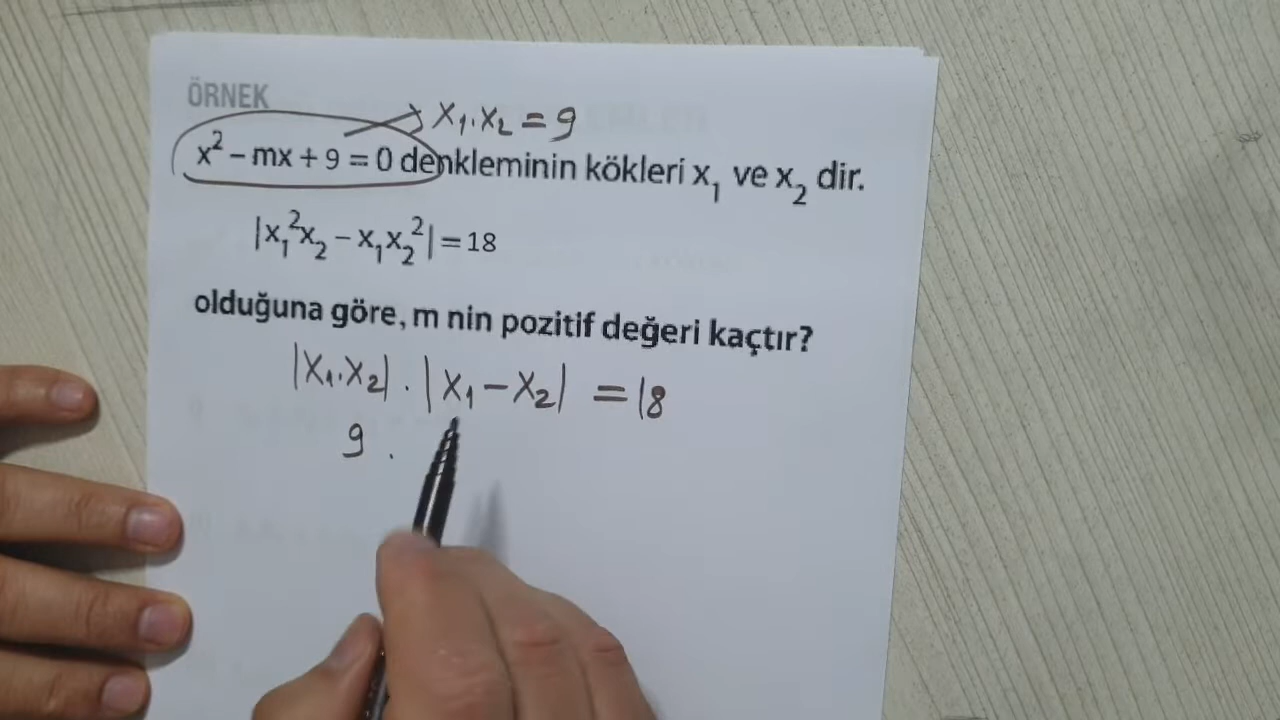 ÖRNEK
x₁.x₂ = 9
x² – mx + 9 = 0 denkleminin kökleri x₁ ve x₂ dir.
|x₁²x₂ – x₁x₂²| = 18
olduğuna göre, m nin pozitif değeri kaçtır?
|x₁.x₂| . |x₁ – x₂| = 18
9 .